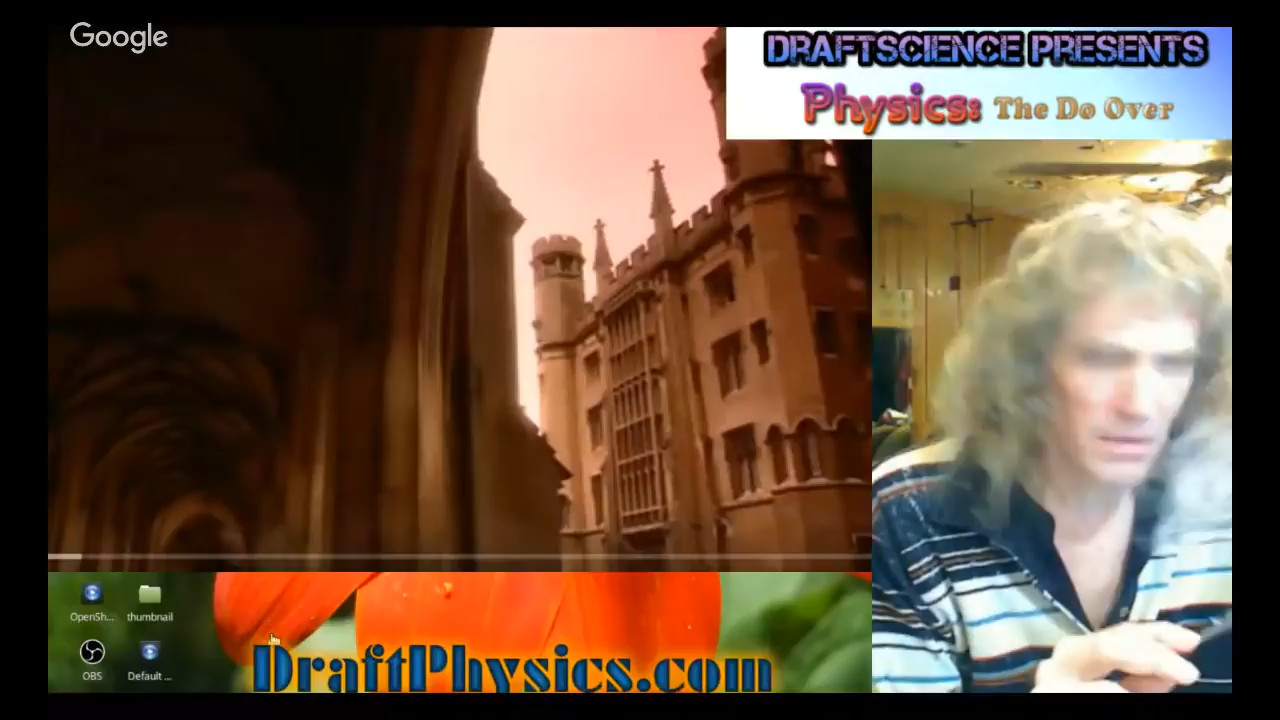 Google
DRAFTSCIENCE PRESENTS
Physics: The Do Over
OpenSh...
thumbnail
OBS
Default ...
DraftPhysics.com